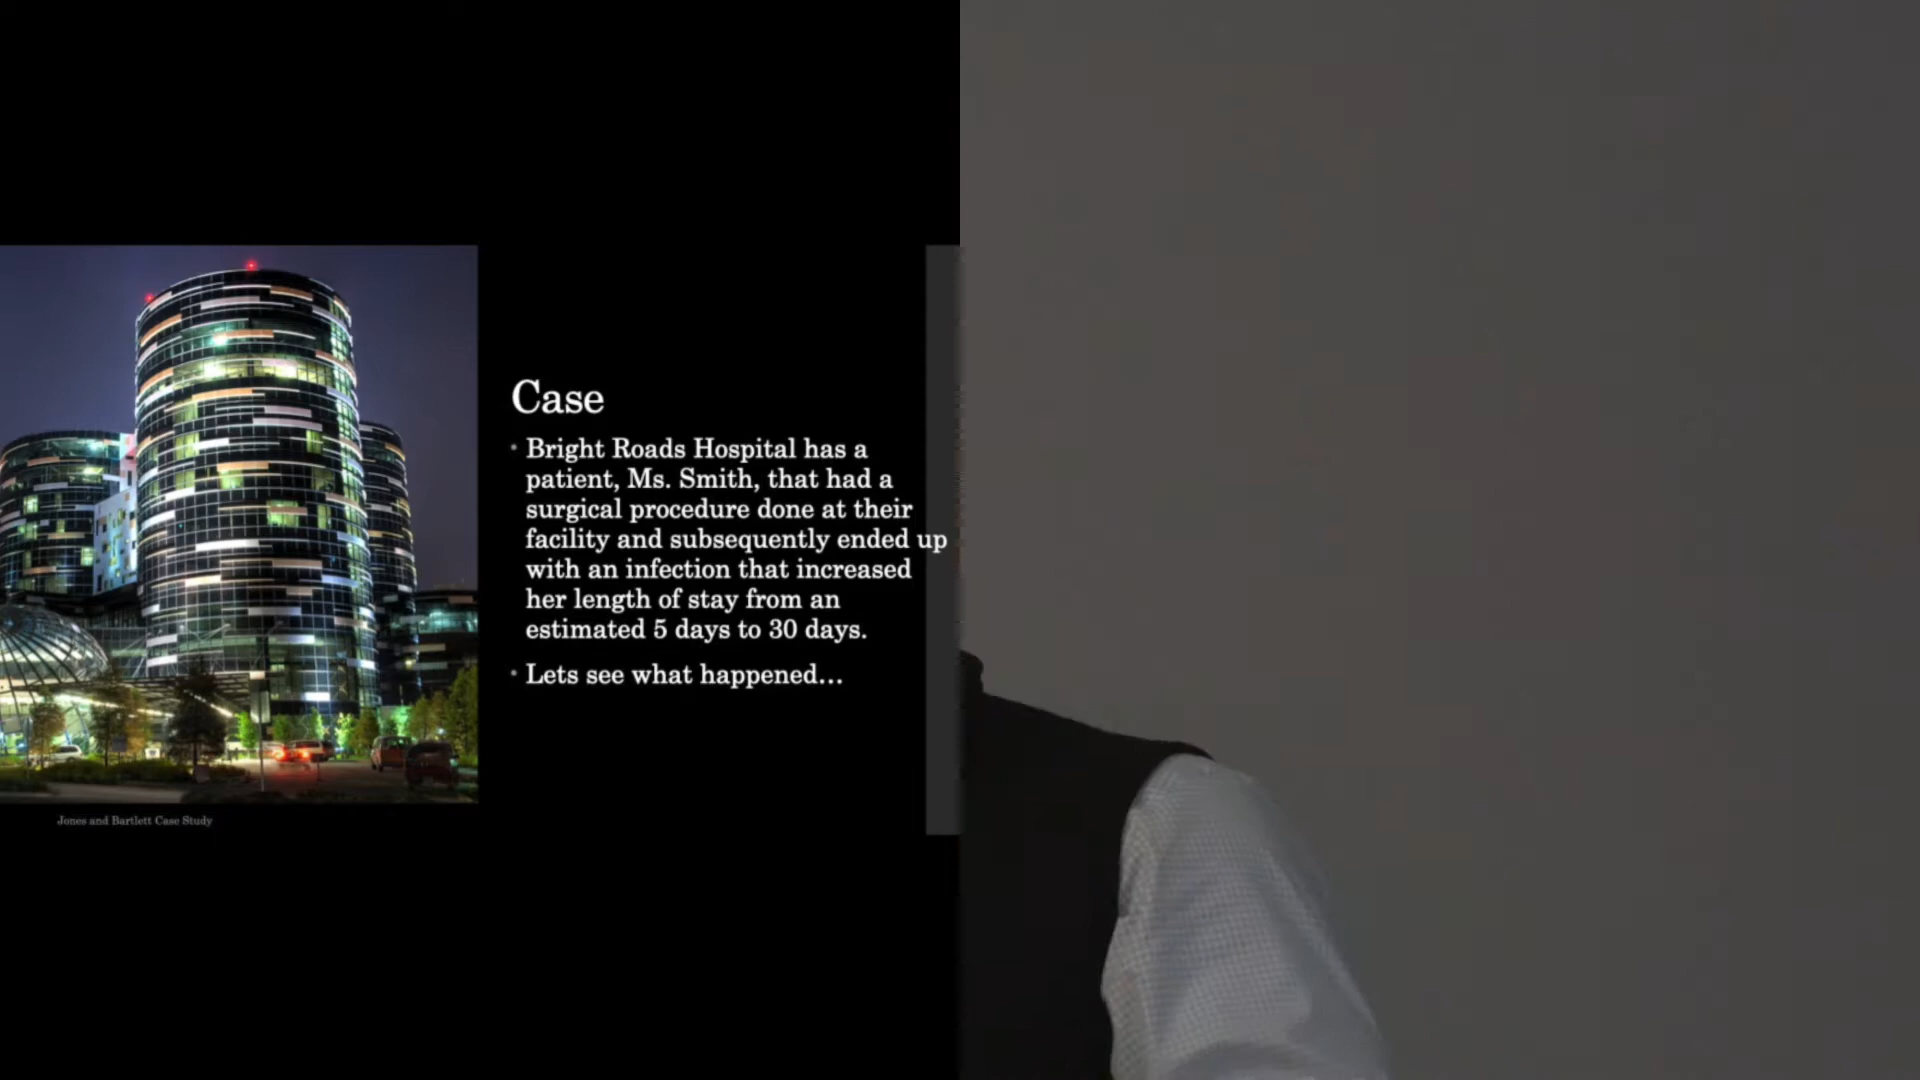 Case
• Bright Roads Hospital has a
patient, Ms. Smith, that had a
surgical procedure done at their
facility and subsequently ended up
with an infection that increased
her length of stay from an
estimated 5 days to 30 days.
• Lets see what happened...
Jones and Bartlett Case Study